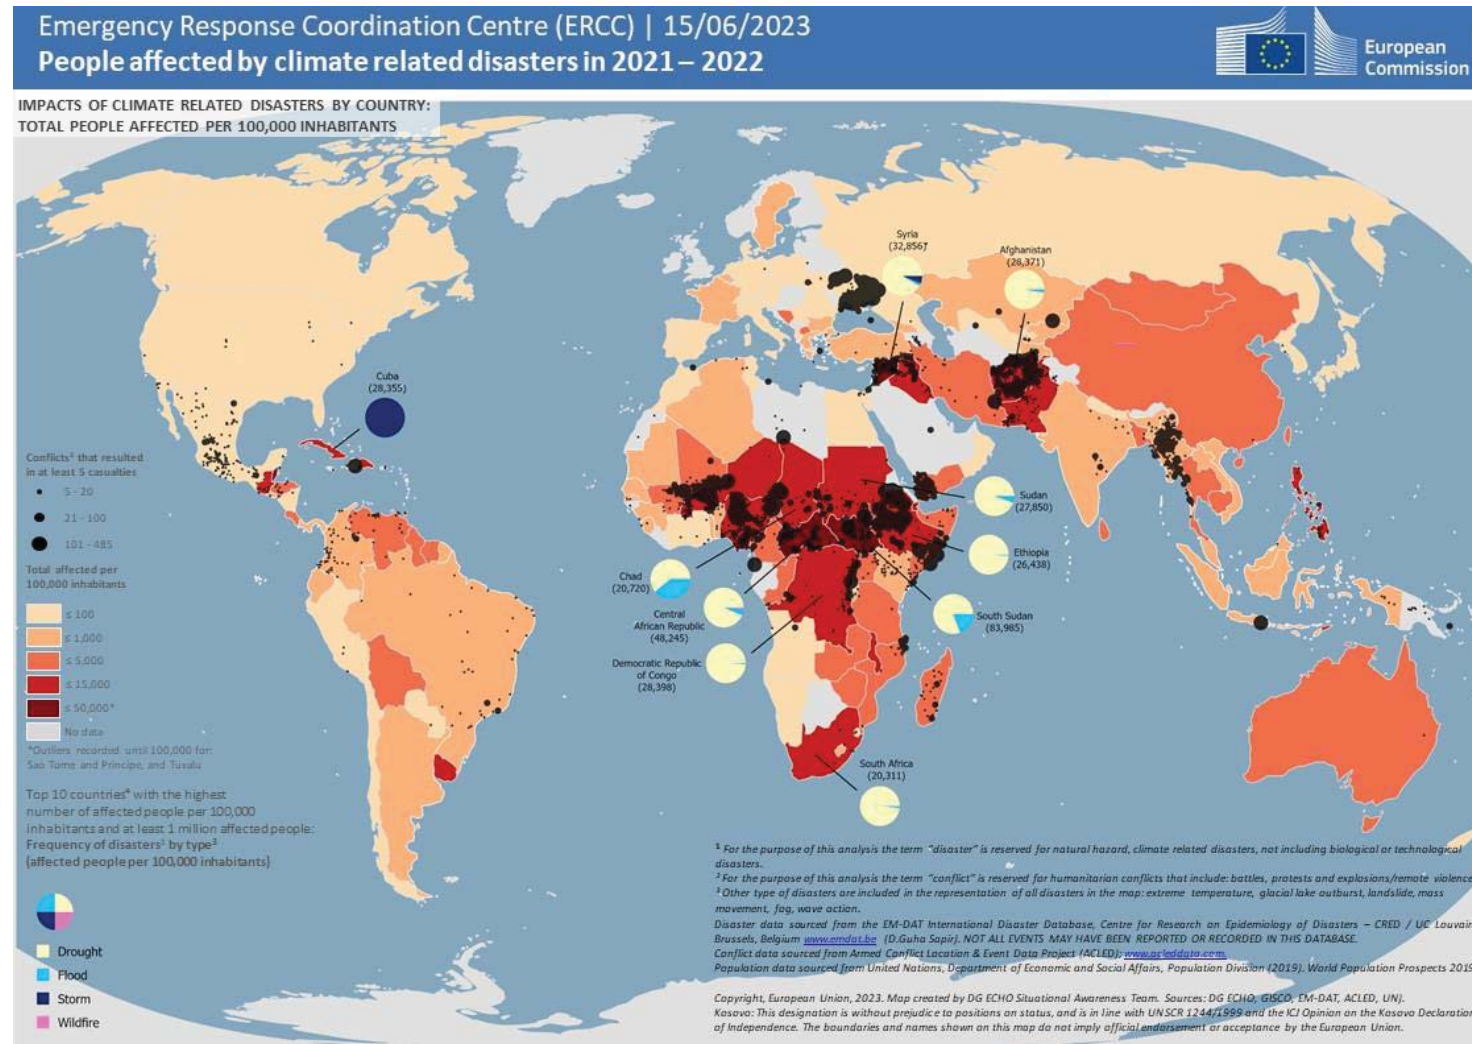 Emergency Response Coordination Centre (ERCC) | 15/06/2023
People affected by climate related disasters in 2021 – 2022
European
Commission
IMPACTS OF CLIMATE RELATED DISASTERS BY COUNTRY:
TOTAL PEOPLE AFFECTED PER 100,000 INHABITANTS
Syria
(32,856)*
Afghanistan
(28,371)
Cuba
(28,355)
Sudan
(27,850)
Ethiopia
(26,438)
Chad
(20,720)
Central
African Republic
(48,245)
South Sudan
(83,985)
Democratic Republic
of Congo
(28,398)
South Africa
(20,311)
Conflicts² that resulted
in at least 5 casualties
5 - 20
21 - 100
101 - 485
Total affected per
100,000 inhabitants
≤ 100
≤ 1,000
≤ 5,000
≤ 15,000
≤ 50,000*
No data
*Outliers recorded until 100,000 for:
Sao Tome and Principe, and Tuvalu
Top 10 countries⁴ with the highest
number of affected people per 100,000
inhabitants and at least 1 million affected people:
Frequency of disasters¹ by type³
(affected people per 100,000 inhabitants)
Drought
Flood
Storm
Wildfire
¹ For the purpose of this analysis the term "disaster" is reserved for natural hazard, climate related disasters, not including biological or technological
disasters.
² For the purpose of this analysis the term "conflict" is reserved for humanitarian conflicts that include: battles, protests and explosions/remote violence
³ Other type of disasters are included in the representation of all disasters in the map: extreme temperature, glacial lake outburst, landslide, mass
movement, fog, wave action.
Disaster data sourced from the EM-DAT International Disaster Database, Centre for Research on Epidemiology of Disasters – CRED / UC Louvain
Brussels, Belgium www.emdat.be (D.Guha Sapir). NOT ALL EVENTS MAY HAVE BEEN REPORTED OR RECORDED IN THIS DATABASE.
Conflict data sourced from Armed Conflict Location & Event Data Project (ACLED); www.acleddata.com.
Population data sourced from United Nations, Department of Economic and Social Affairs, Population Division (2019). World Population Prospects 2019
Copyright, European Union, 2023. Map created by DG ECHO Situational Awareness Team. Sources: DG ECHO, GISCO, EM-DAT, ACLED, UNJ.
Kosovo: This designation is without prejudice to positions on status, and is in line with UNSCR 1244/1999 and the ICJ Opinion on the Kosovo Declaration
of Independence. The boundaries and names shown on this map do not imply official endorsement or acceptance by the European Union.